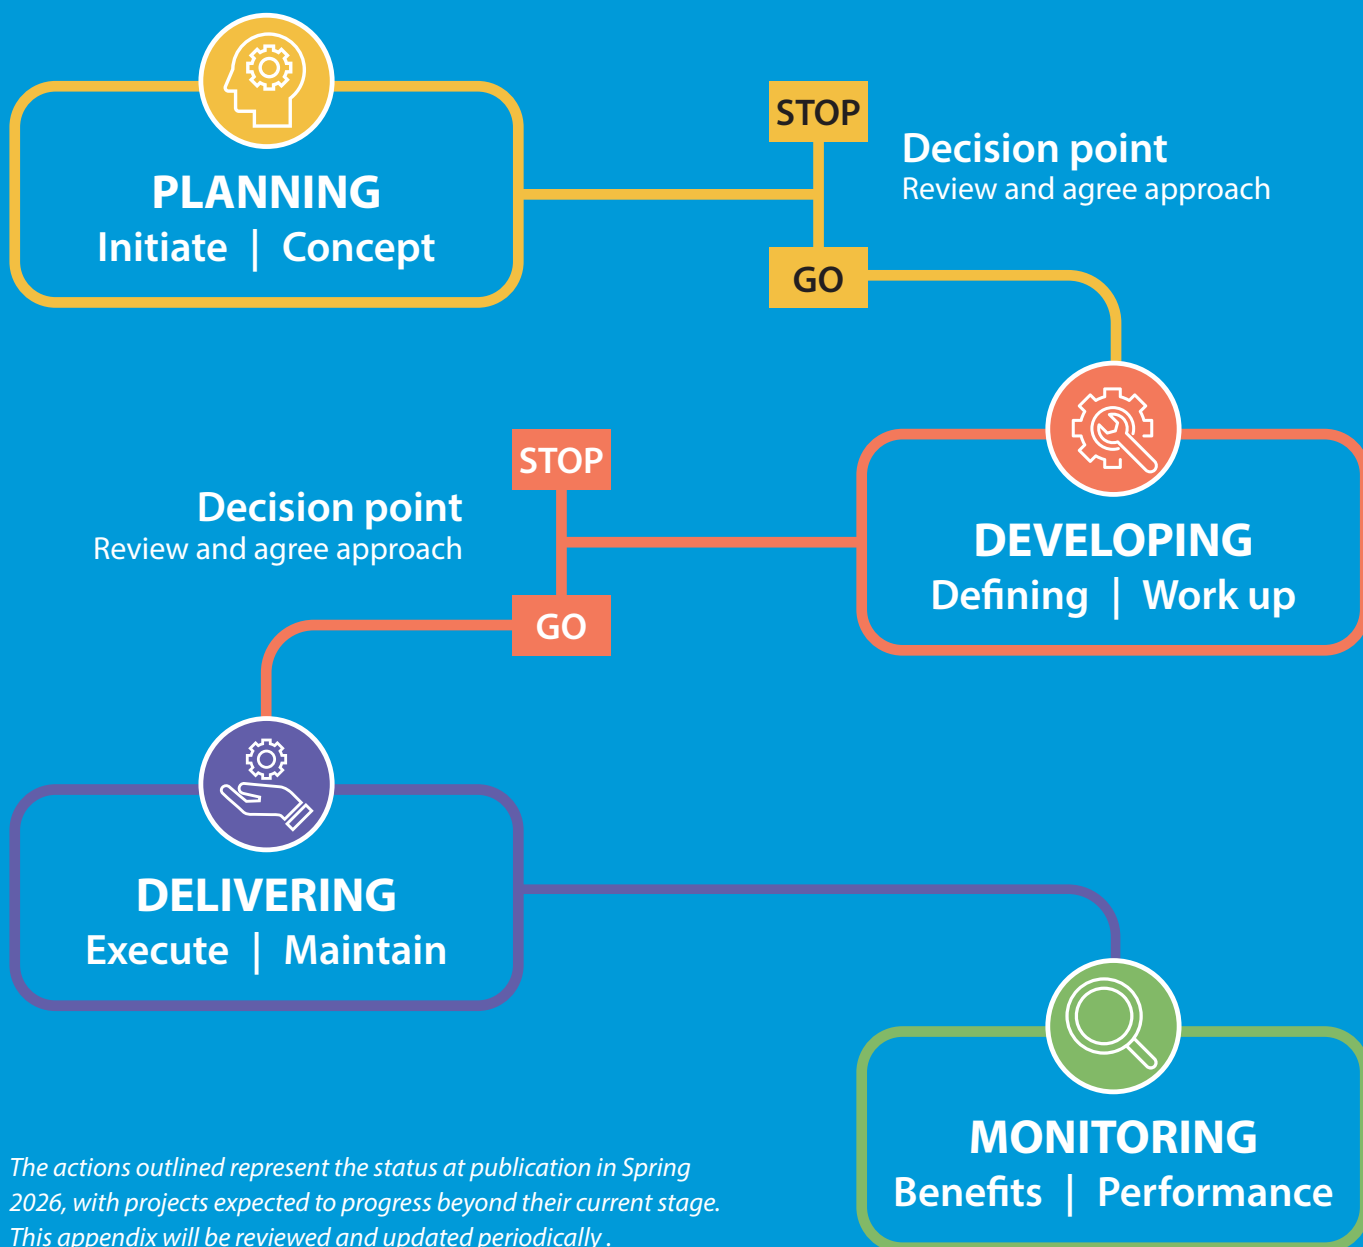 PLANNING
Initiate | Concept
STOP
Decision point
Review and agree approach
GO
STOP
Decision point
Review and agree approach
GO
DEVELOPING
Defining | Work up
DELIVERING
Execute | Maintain
MONITORING
Benefits | Performance
The actions outlined represent the status at publication in Spring
2026, with projects expected to progress beyond their current stage.
This appendix will be reviewed and updated periodically .